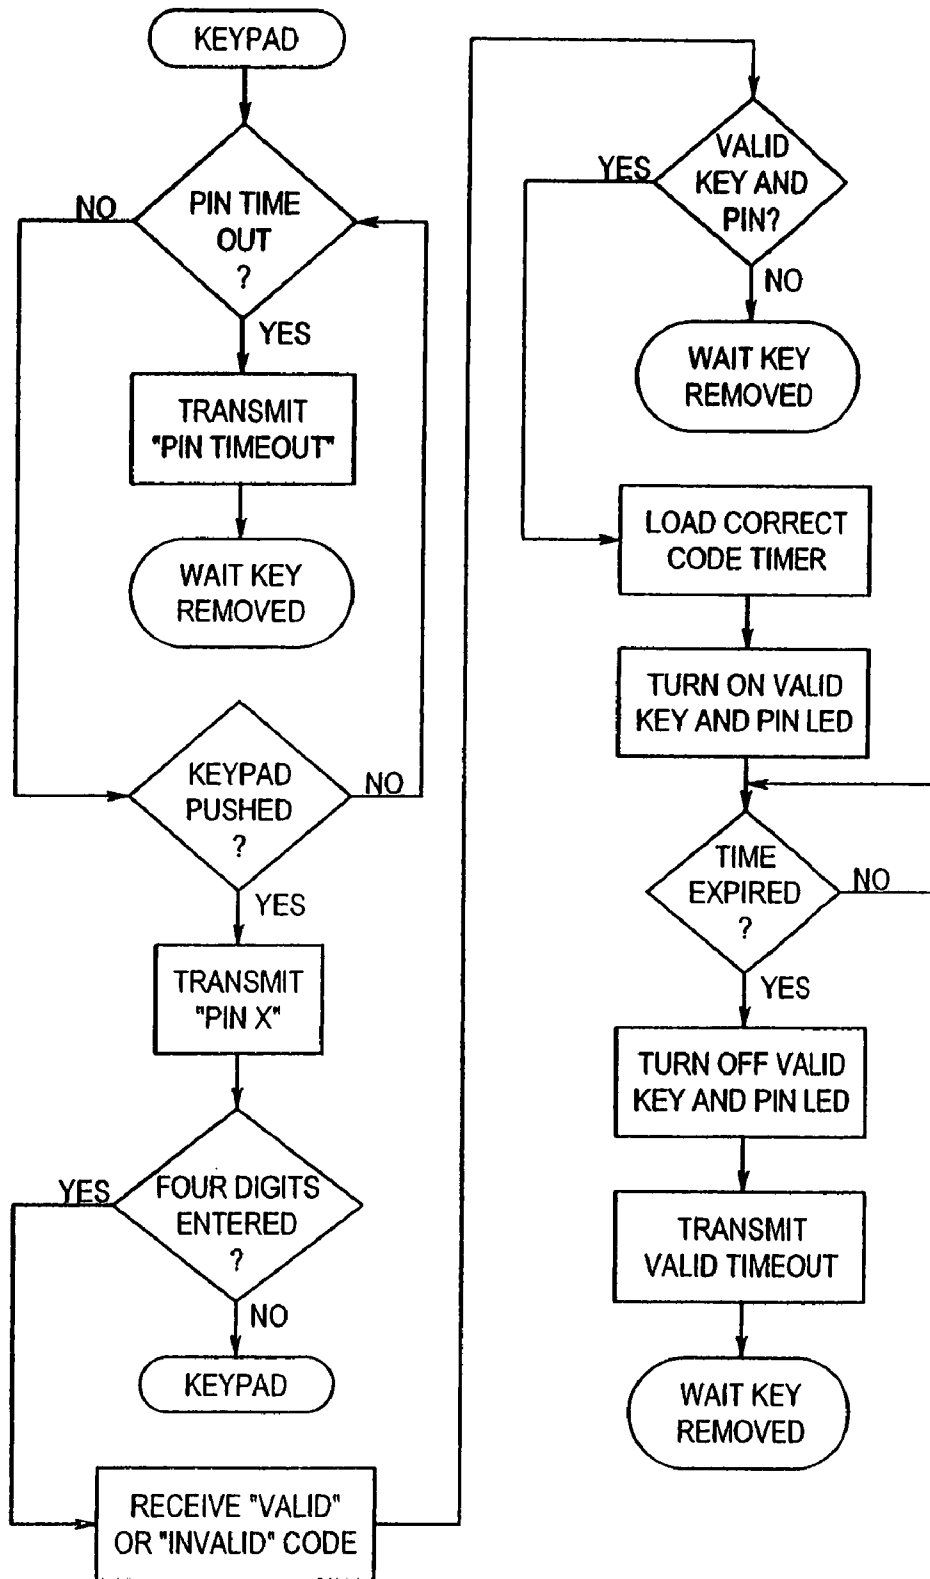 KEYPAD
PIN TIME
OUT
?
NO
YES
TRANSMIT
"PIN TIMEOUT"
WAIT KEY
REMOVED
KEYPAD
PUSHED
?
NO
YES
TRANSMIT
"PIN X"
FOUR DIGITS
ENTERED
?
YES
NO
KEYPAD
RECEIVE "VALID"
OR "INVALID" CODE
VALID
KEY AND
PIN?
YES
NO
WAIT KEY
REMOVED
LOAD CORRECT
CODE TIMER
TURN ON VALID
KEY AND PIN LED
TIME
EXPIRED
?
NO
YES
TURN OFF VALID
KEY AND PIN LED
TRANSMIT
VALID TIMEOUT
WAIT KEY
REMOVED